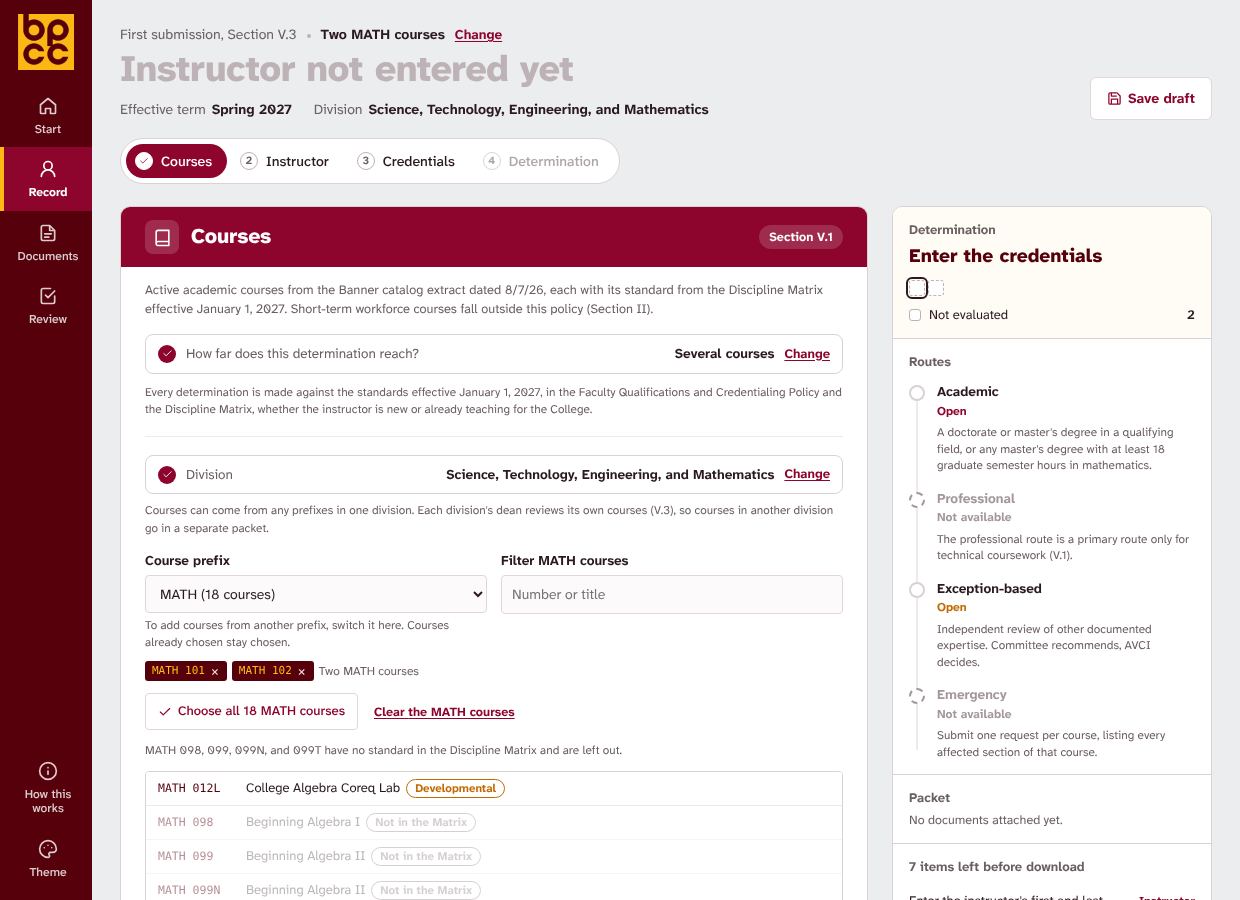 bpcc
Start
Record
Documents
Review
How this works
Theme
First submission, Section V.3 • Two MATH courses Change
Instructor not entered yet
Effective term Spring 2027 Division Science, Technology, Engineering, and Mathematics
Save draft
Courses
2 Instructor
3 Credentials
4 Determination
Courses
Section V.1
Active academic courses from the Banner catalog extract dated 8/7/26, each with its standard from the Discipline Matrix
effective January 1, 2027. Short-term workforce courses fall outside this policy (Section II).
How far does this determination reach? Several courses Change
Every determination is made against the standards effective January 1, 2027, in the Faculty Qualifications and Credentialing Policy and
the Discipline Matrix, whether the instructor is new or already teaching for the College.
Division Science, Technology, Engineering, and Mathematics Change
Courses can come from any prefixes in one division. Each division's dean reviews its own courses (V.3), so courses in another division
go in a separate packet.
Course prefix
MATH (18 courses)
To add courses from another prefix, switch it here. Courses
already chosen stay chosen.
Filter MATH courses
Number or title
MATH 101 × MATH 102 × Two MATH courses
Choose all 18 MATH courses Clear the MATH courses
MATH 098, 099, 099N, and 099T have no standard in the Discipline Matrix and are left out.
MATH 012L College Algebra Coreq Lab Developmental
MATH 098 Beginning Algebra I Not in the Matrix
MATH 099 Beginning Algebra II Not in the Matrix
MATH 099N Beginning Algebra II Not in the Matrix
Determination
Enter the credentials
Not evaluated 2
Routes
Academic
Open
A doctorate or master's degree in a qualifying
field, or any master's degree with at least 18
graduate semester hours in mathematics.
Professional
Not available
The professional route is a primary route only for
technical coursework (V.1).
Exception-based
Open
Independent review of other documented
expertise. Committee recommends, AVCI
decides.
Emergency
Not available
Submit one request per course, listing every
affected section of that course.
Packet
No documents attached yet.
7 items left before download
Enter the instructor's first and last Instructor